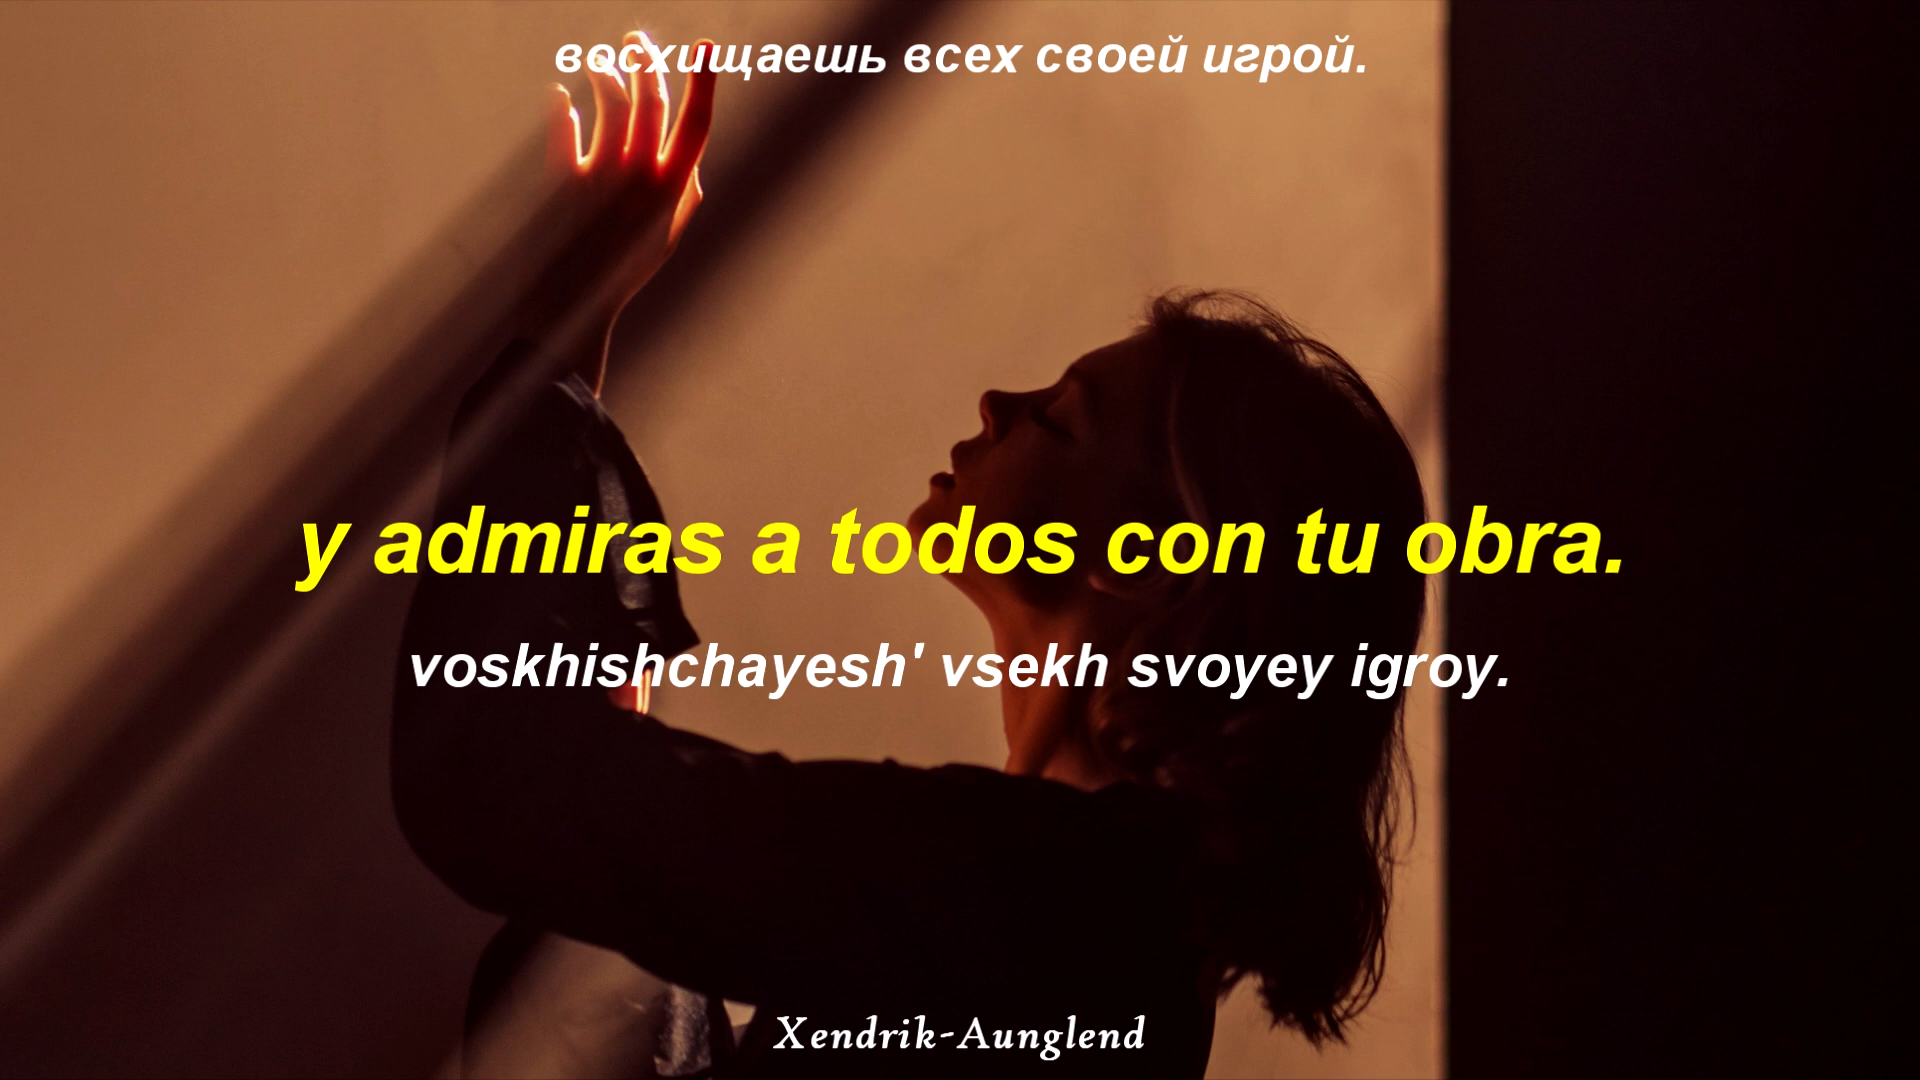 восхищаешь всех своей игрой.
y admiras a todos con tu obra.
voskhishchayesh' vsekh svoyey igroy.
Xendrik-Aunglend